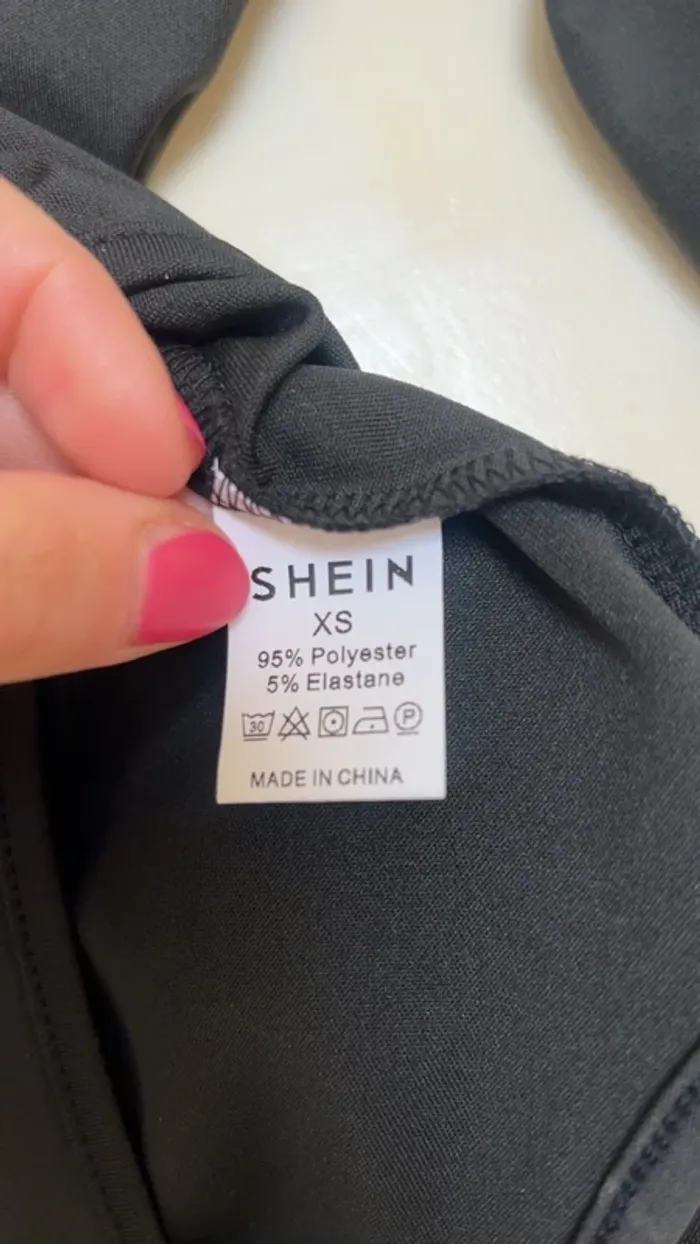 SHEIN
XS
95% Polyester
5% Elastane
30 P
MADE IN CHINA